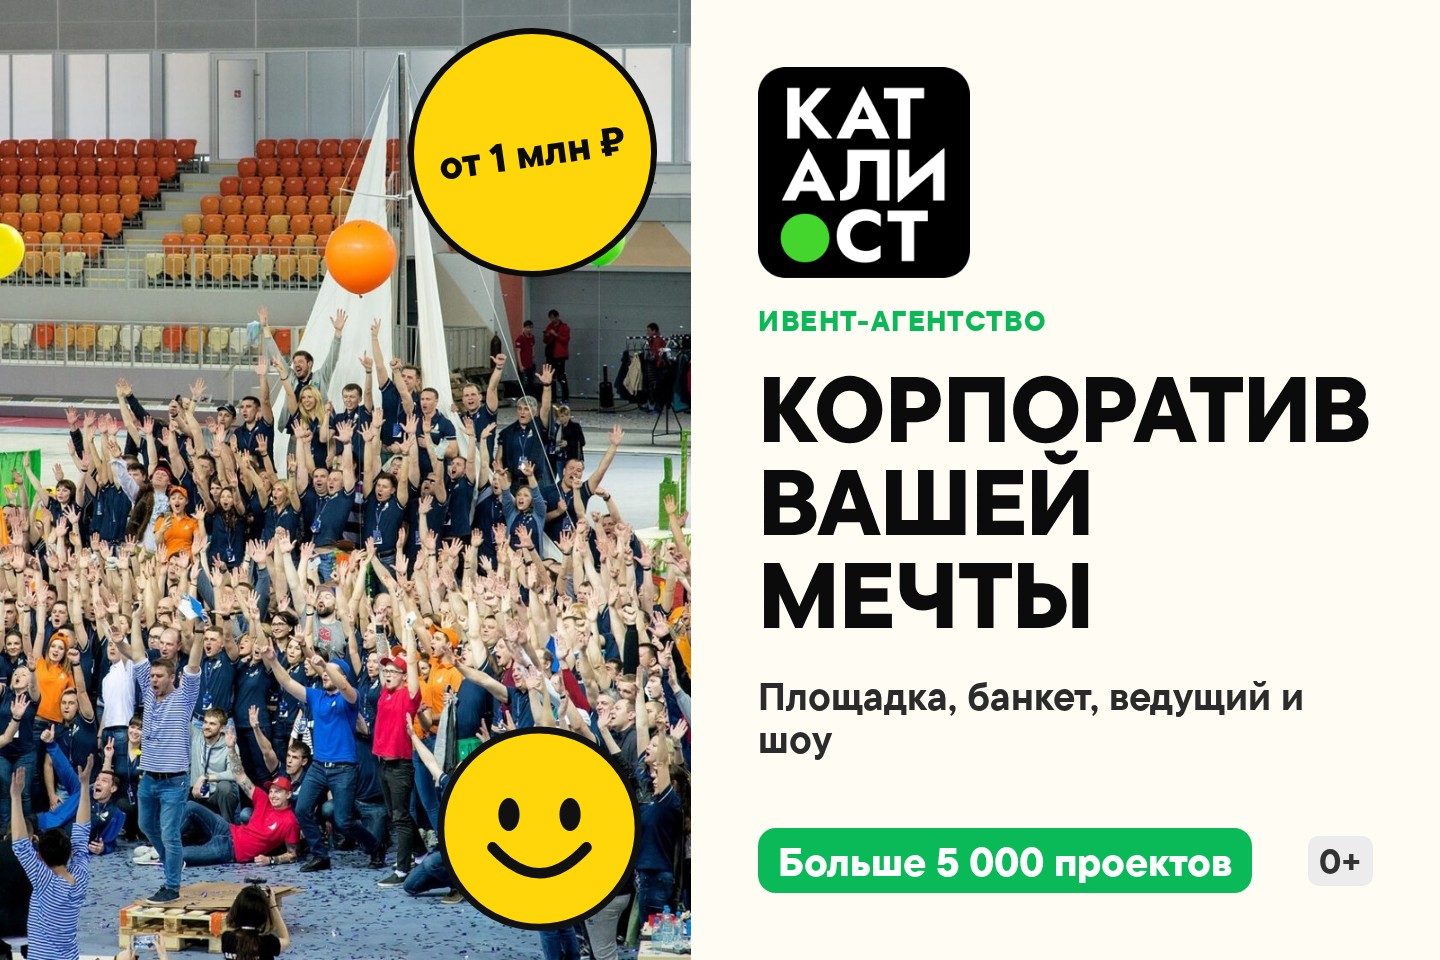 от 1 млн ₽
КАТ
АЛИ
СТ
ИВЕНТ-АГЕНТСТВО
КОРПОРАТИВ
ВАШЕЙ
МЕЧТЫ
Площадка, банкет, ведущий и
шоу
Больше 5 000 проектов
0+